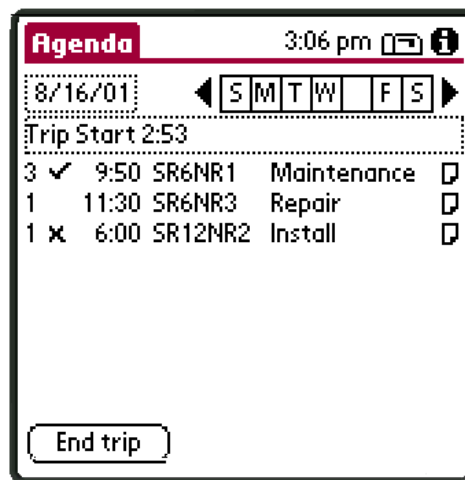 Agenda 3:06 pm
8/16/01 S M T W F S
Trip Start 2:53
3 9:50 SR6NR1 Maintenance
1 11:30 SR6NR3 Repair
1 6:00 SR12NR2 Install
End trip